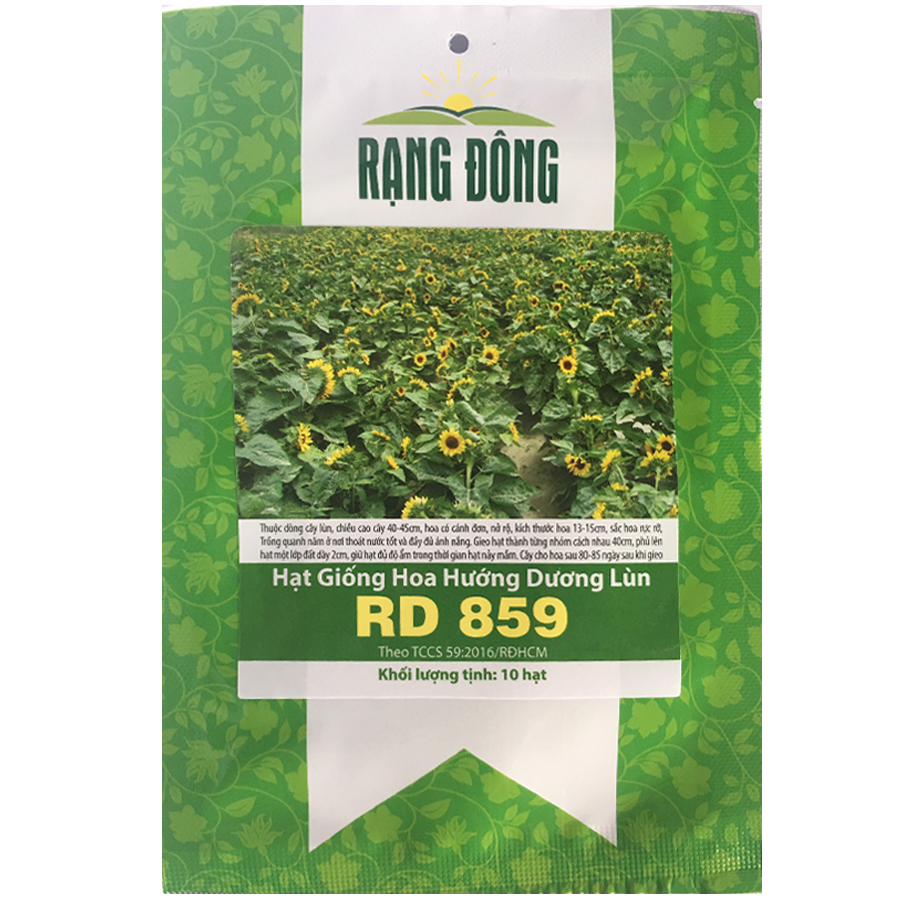 RẠNG ĐÔNG
Thuộc dòng cây lùn, chiều cao cây 40-45cm, hoa có cánh đơn, nở rộ, kích thước hoa 13-15cm, sắc hoa rực rỡ,
Trồng quanh năm ở nơi thoát nước tốt và đầy đủ ánh nắng. Gieo hạt thành từng nhóm cách nhau 40cm, phủ lên
hạt một lớp đất dày 2cm, giữ hạt đủ độ ẩm trong thời gian hạt nảy mầm. Cây cho hoa sau 80-85 ngày sau khi gieo
Hạt Giống Hoa Hướng Dương Lùn
RD 859
Theo TCCS 59:2016/RĐHCM
Khối lượng tịnh: 10 hạt